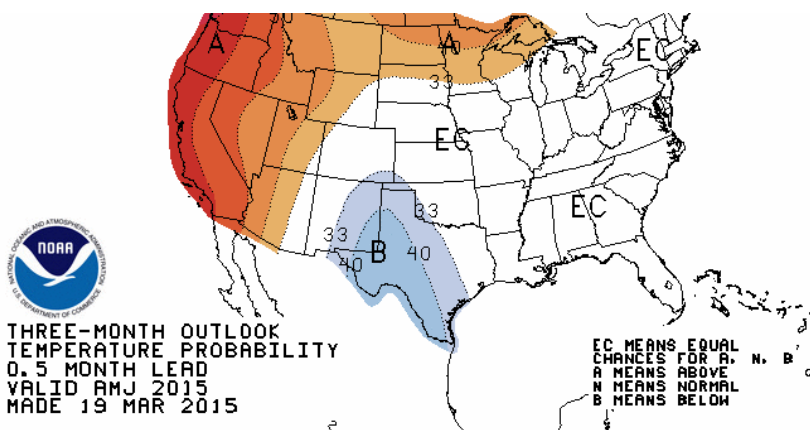 A
A
40
EC
33
EC
33
EC
33
B
40
40
NATIONAL OCEANIC AND ATMOSPHERIC ADMINISTRATION
NOAA
U.S. DEPARTMENT OF COMMERCE
THREE-MONTH OUTLOOK
TEMPERATURE PROBABILITY
0.5 MONTH LEAD
VALID AMJ 2015
MADE 19 MAR 2015
EC MEANS EQUAL
CHANCES FOR A, N, B
A MEANS ABOVE
N MEANS NORMAL
B MEANS BELOW